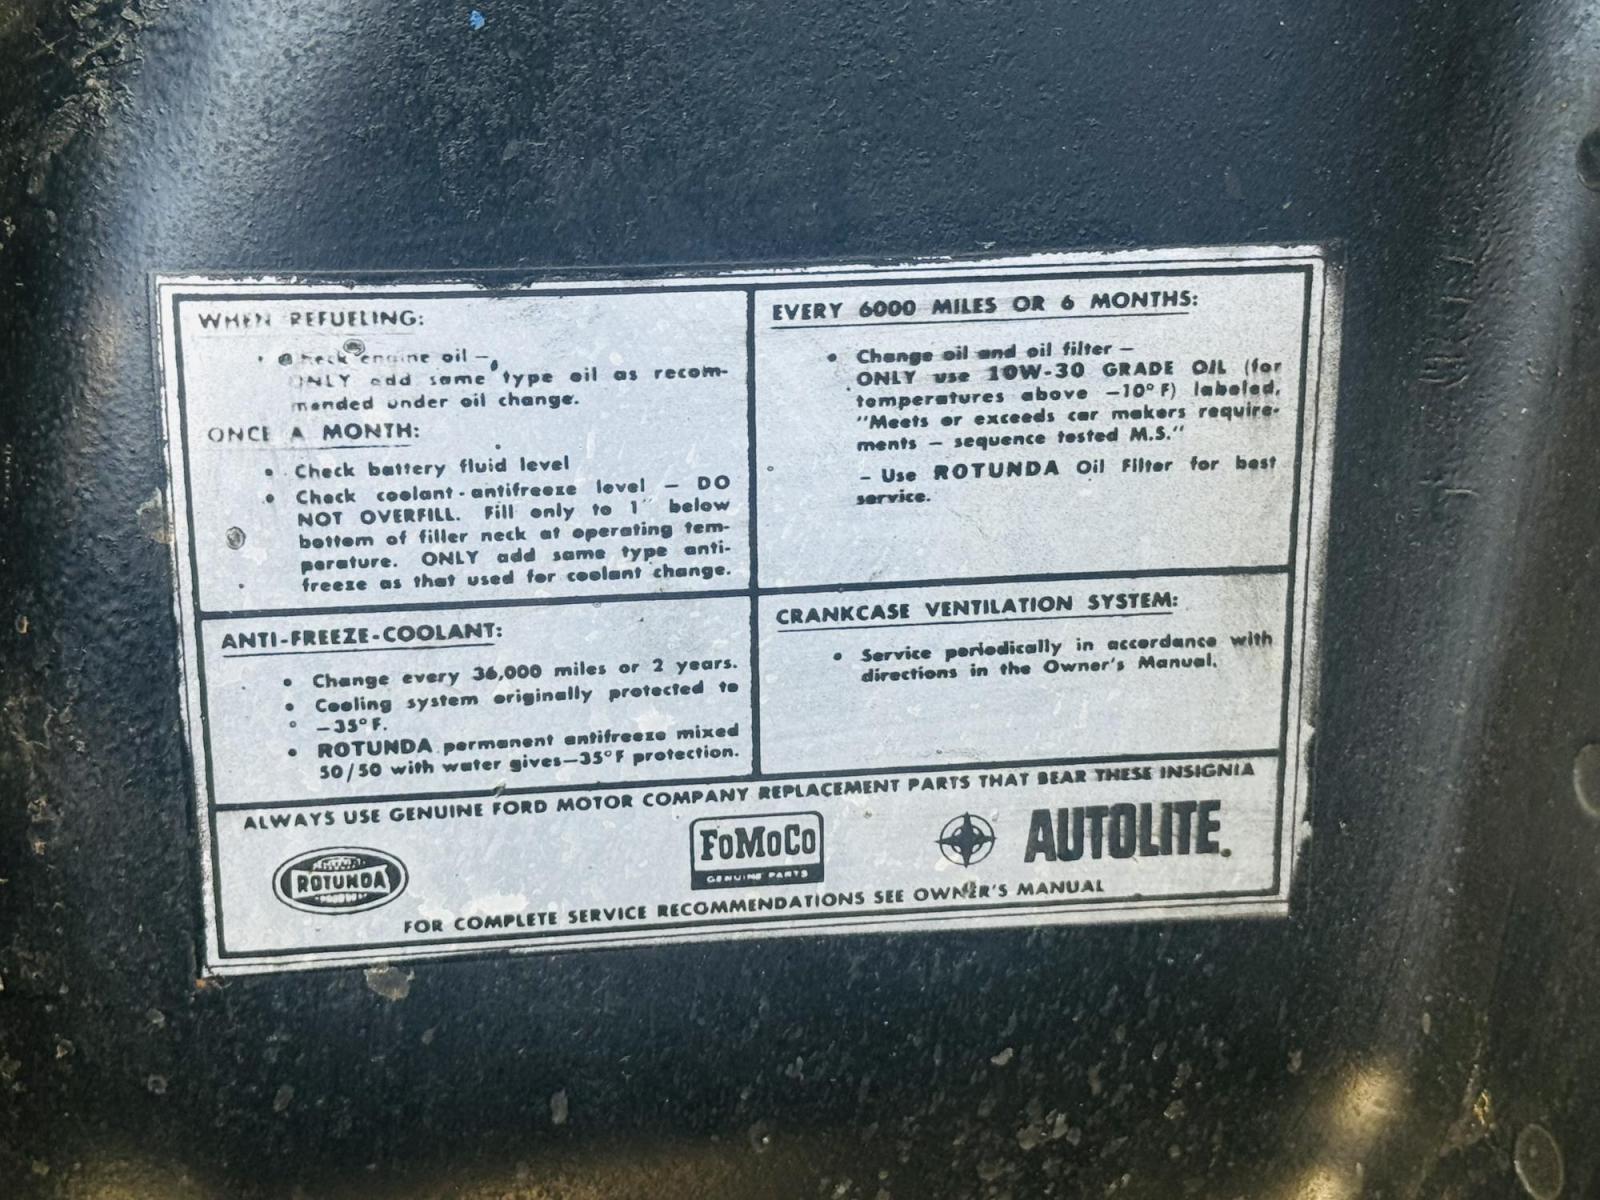 WHEN REFUELING:
• Check engine oil –
ONLY add same type oil as recom-
mended under oil change.
ONCE A MONTH:
• Check battery fluid level
• Check coolant-antifreeze level – DO
NOT OVERFILL. Fill only to 1" below
bottom of filler neck at operating tem-
perature. ONLY add same type anti-
freeze as that used for coolant change.
EVERY 6000 MILES OR 6 MONTHS:
• Change oil and oil filter –
ONLY use 10W-30 GRADE OIL (for
temperatures above –10°F) labeled,
"Meets or exceeds car makers require-
ments – sequence tested M.S."
– Use ROTUNDA Oil Filter for best
service.
ANTI-FREEZE-COOLANT:
• Change every 36,000 miles or 2 years.
• Cooling system originally protected to
–35°F.
• ROTUNDA permanent antifreeze mixed
50/50 with water gives–35°F protection.
CRANKCASE VENTILATION SYSTEM:
• Service periodically in accordance with
directions in the Owner's Manual.
ALWAYS USE GENUINE FORD MOTOR COMPANY REPLACEMENT PARTS THAT BEAR THESE INSIGNIA
ROTUNDA
FoMoCo
GENUINE PARTS
AUTOLITE.
FOR COMPLETE SERVICE RECOMMENDATIONS SEE OWNER'S MANUAL